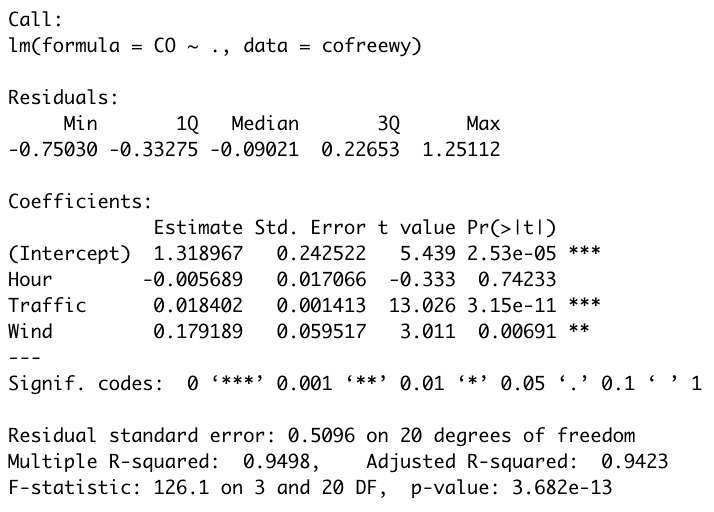 Call:
lm(formula = CO ~ ., data = cofreewy)

Residuals:
     Min       1Q   Median       3Q      Max
-0.75030 -0.33275 -0.09021  0.22653  1.25112

Coefficients:
             Estimate Std. Error t value Pr(>|t|)
(Intercept)  1.318967   0.242522   5.439 2.53e-05 ***
Hour        -0.005689   0.017066  -0.333  0.74233
Traffic      0.018402   0.001413  13.026 3.15e-11 ***
Wind         0.179189   0.059517   3.011  0.00691 **
---
Signif. codes:  0 ‘***’ 0.001 ‘**’ 0.01 ‘*’ 0.05 ‘.’ 0.1 ‘ ’ 1

Residual standard error: 0.5096 on 20 degrees of freedom
Multiple R-squared:  0.9498,    Adjusted R-squared:  0.9423
F-statistic: 126.1 on 3 and 20 DF,  p-value: 3.682e-13